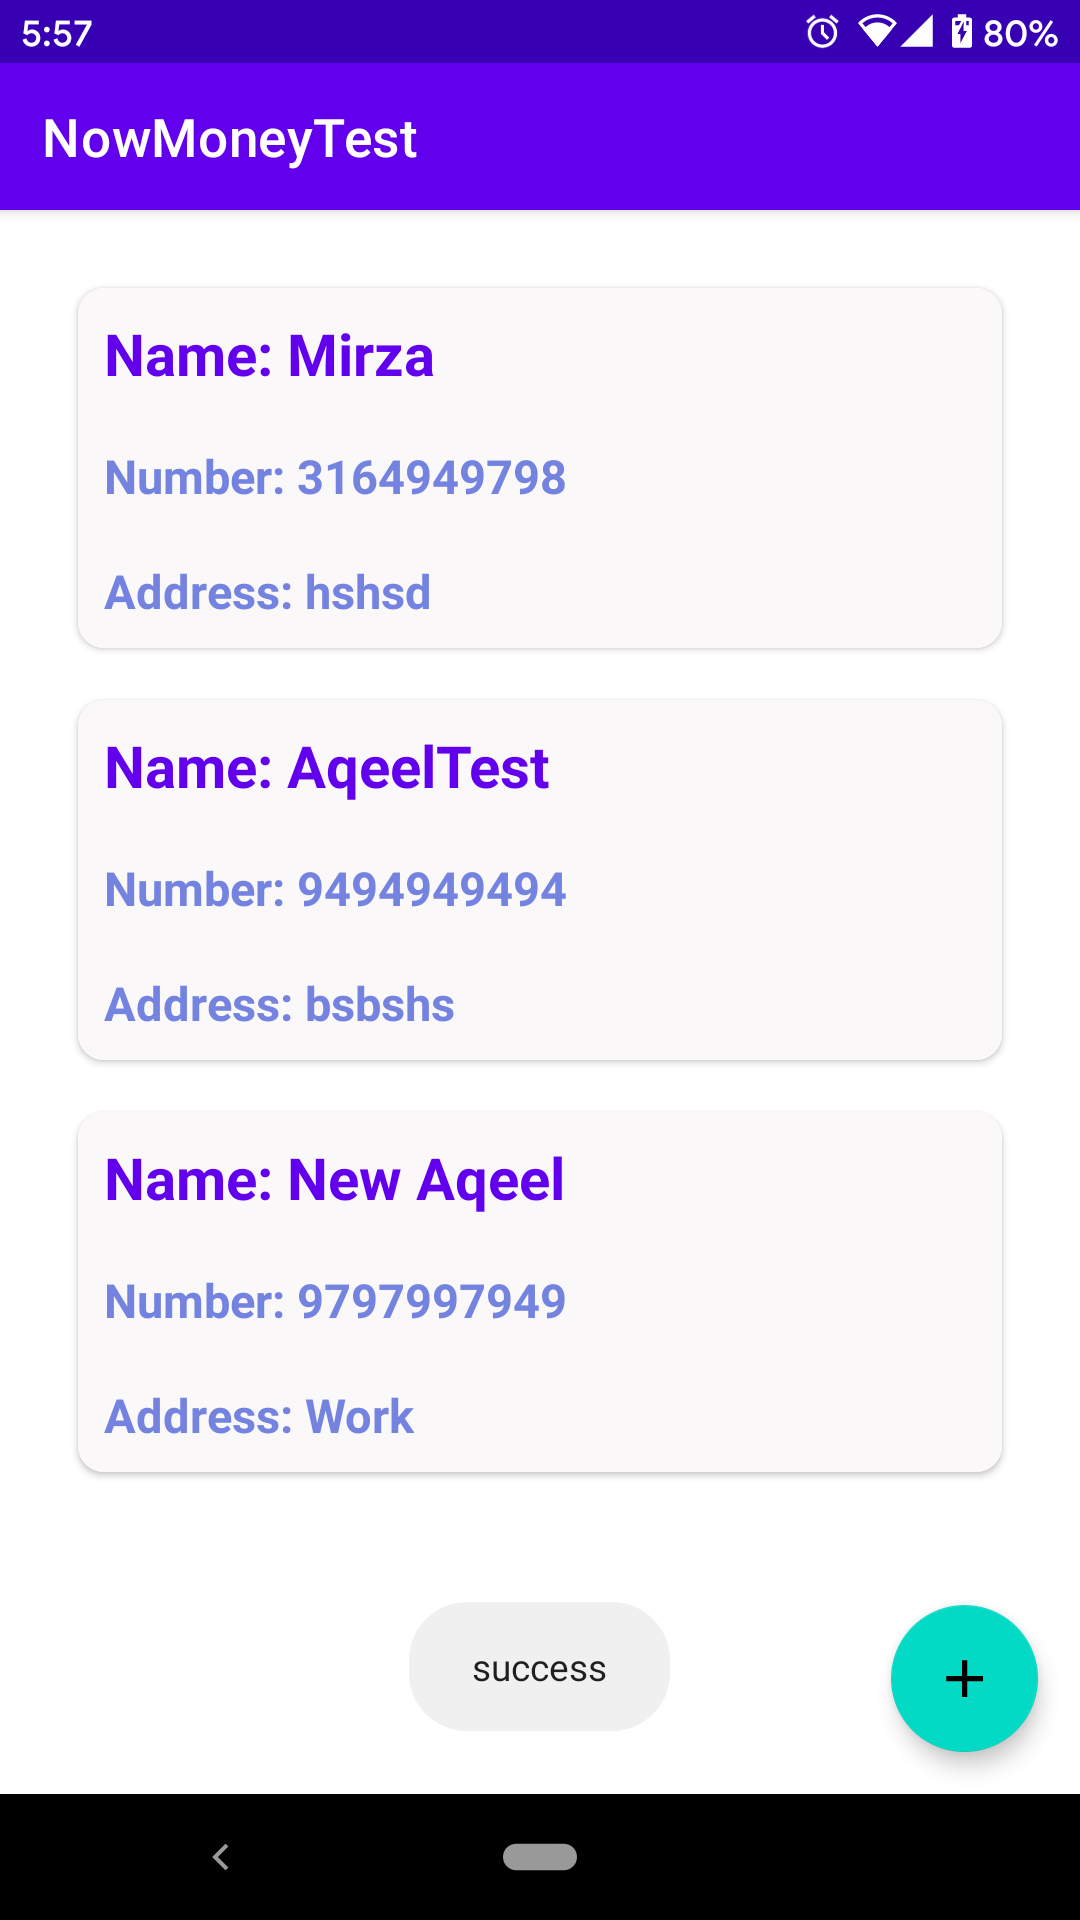 5:57 80%
NowMoneyTest
Name: Mirza
Number: 3164949798
Address: hshsd
Name: AqeelTest
Number: 9494949494
Address: bsbshs
Name: New Aqeel
Number: 9797997949
Address: Work
success
+